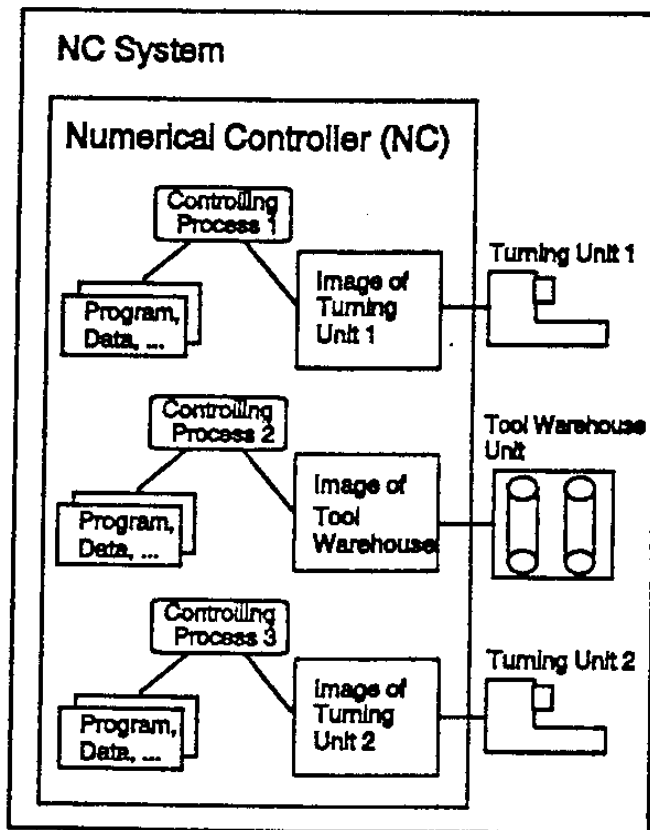 NC System
Numerical Controller (NC)
Controlling
Process 1
Turning Unit 1
Image of
Turning
Unit 1
Program,
Data, ...
Controlling
Process 2
Tool Warehouse
Unit
Image of
Tool
Warehouse
Program,
Data, ...
Controlling
Process 3
Turning Unit 2
Image of
Turning
Unit 2
Program,
Data, ...